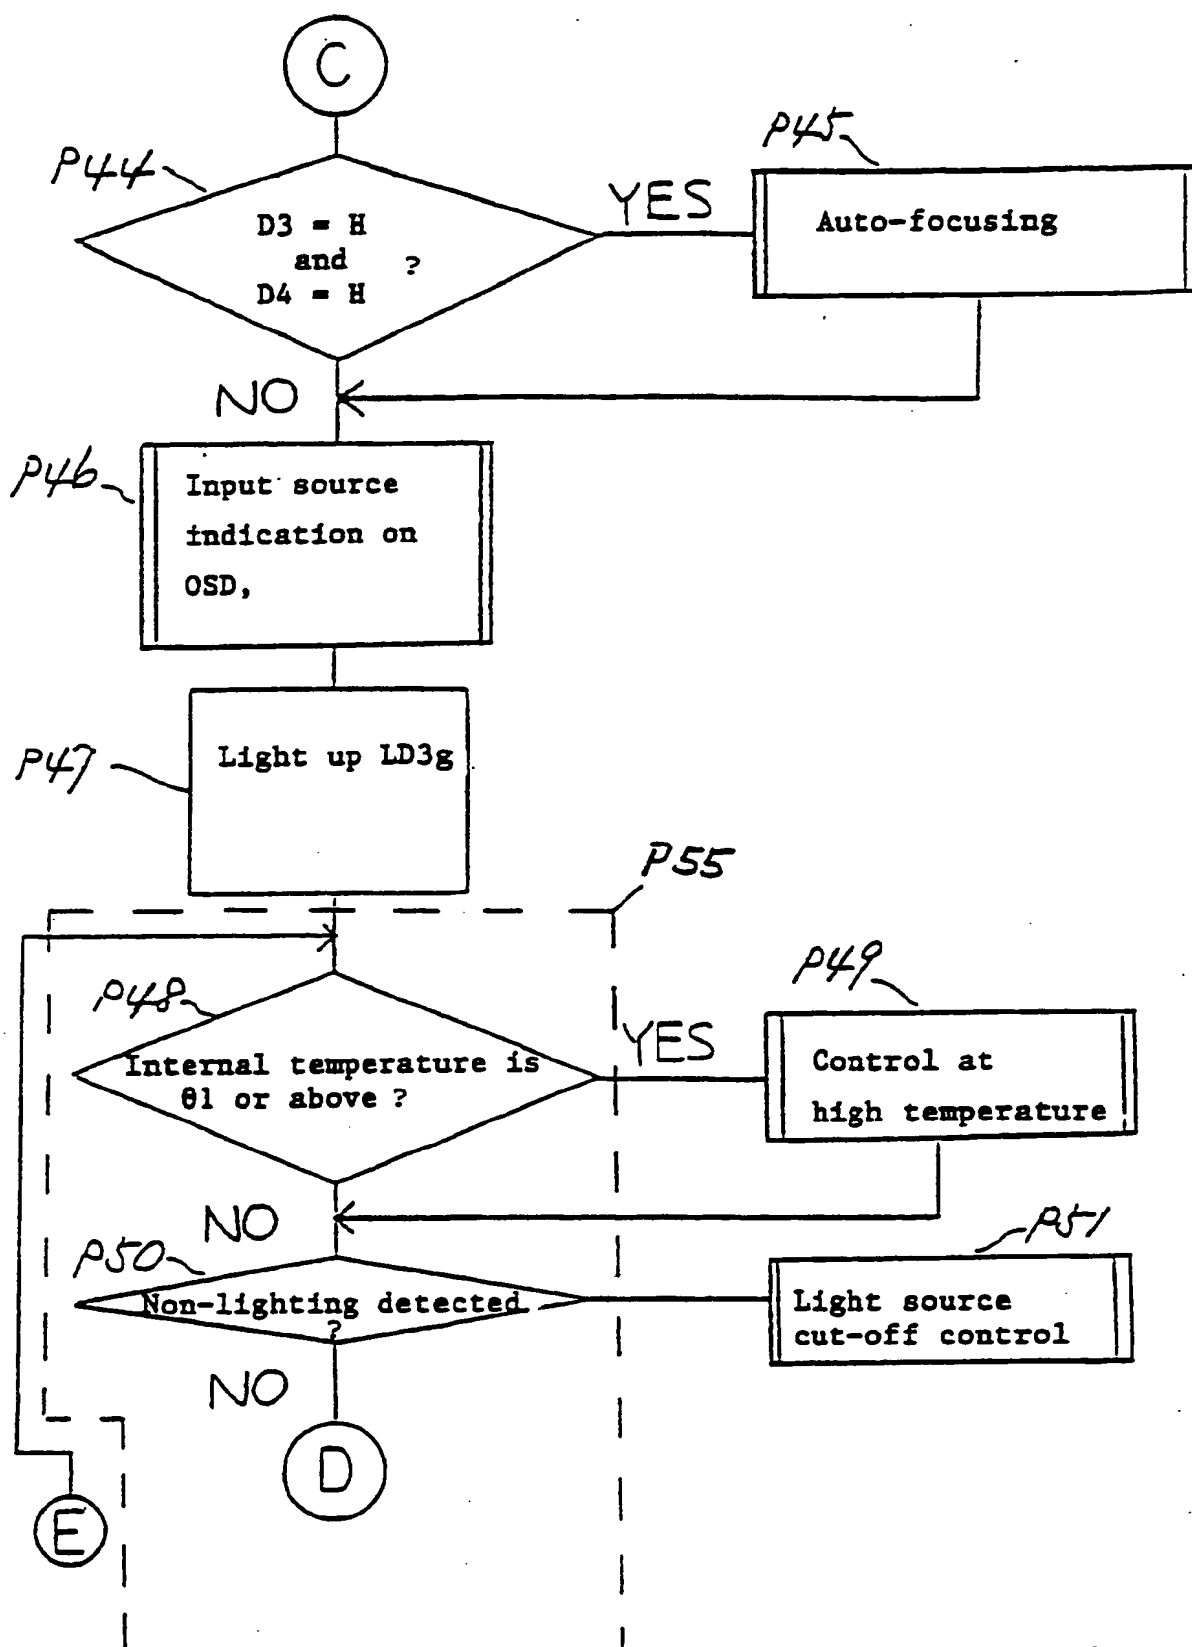 C
P44
D3 = H
and ?
D4 = H
YES
P45
Auto-focusing
NO
P46
Input source
indication on
OSD,
P47
Light up LD3g
P55
P48
Internal temperature is
θ1 or above ?
YES
P49
Control at
high temperature
NO
P50
Non-lighting detected
?
P51
Light source
cut-off control
NO
D
E